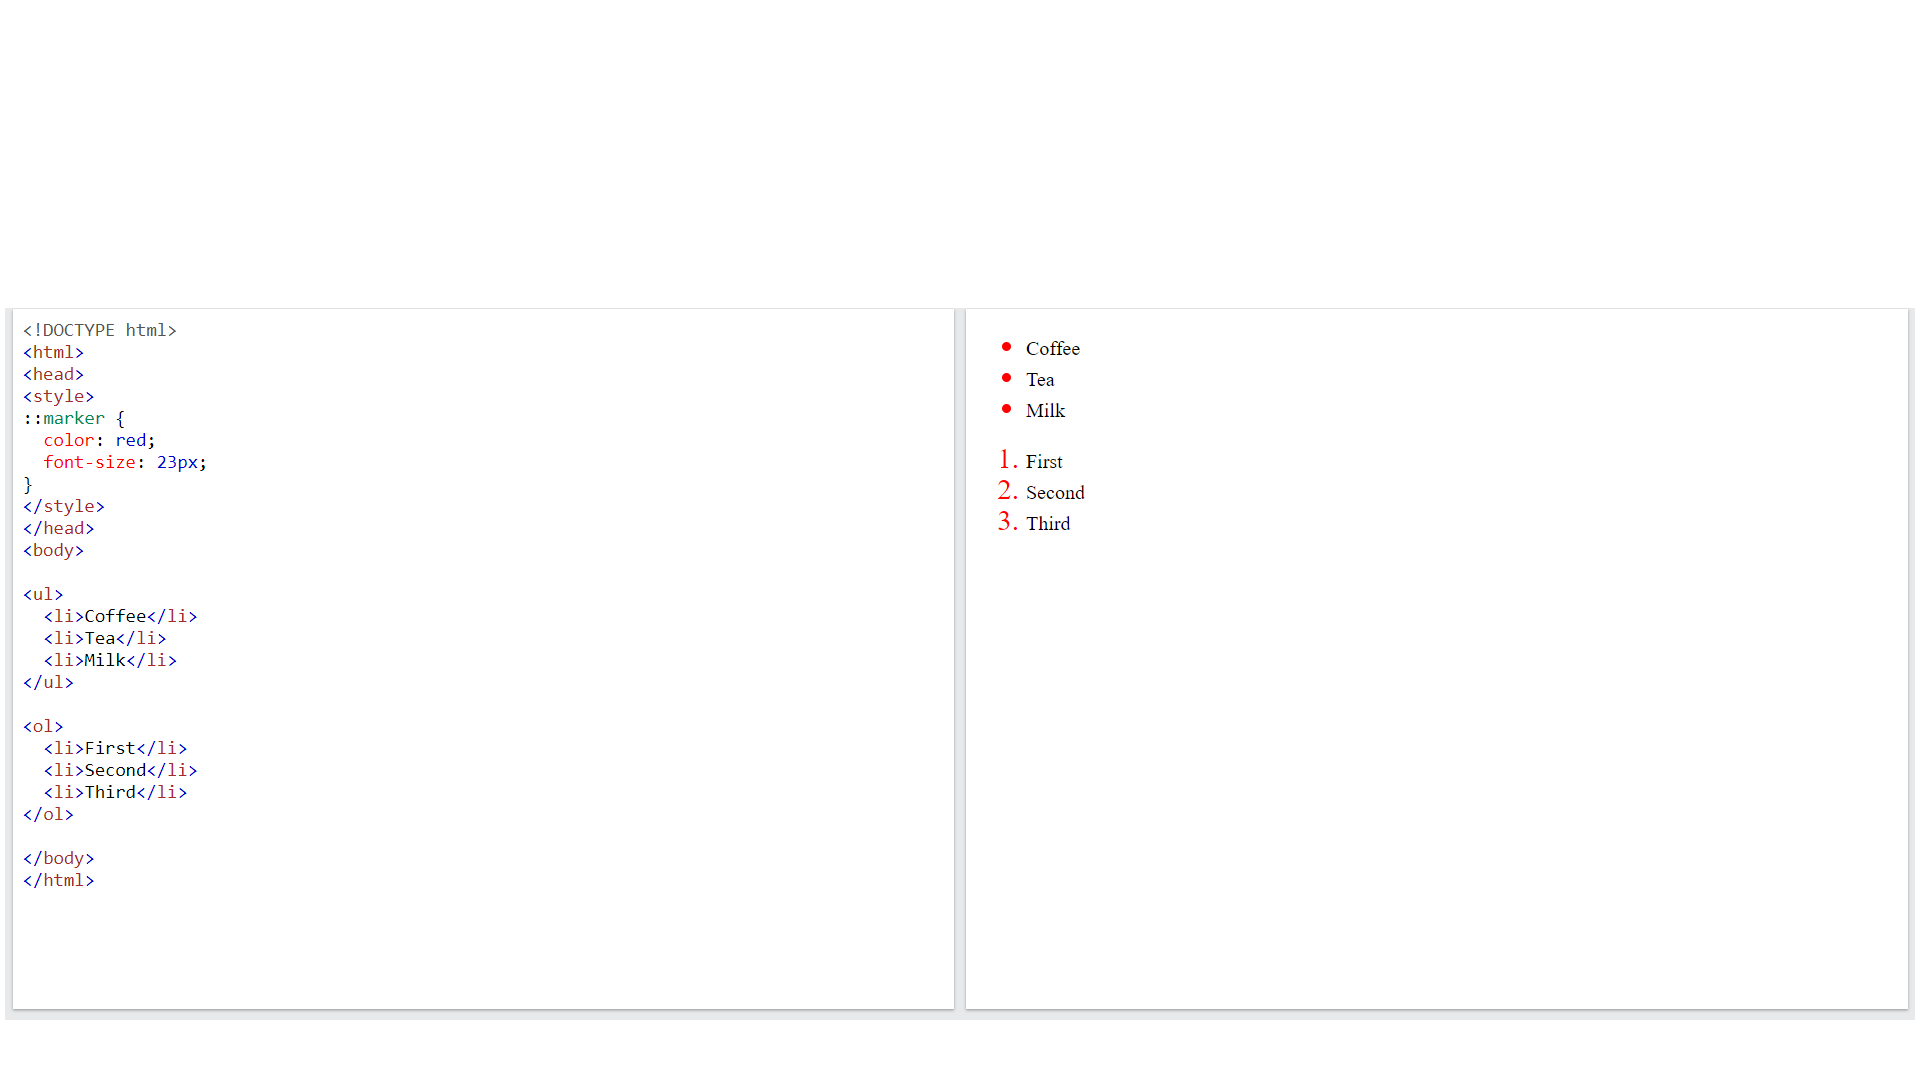 <!DOCTYPE html>
<html>
<head>
<style>
::marker {
  color: red;
  font-size: 23px;
}
</style>
</head>
<body>

<ul>
  <li>Coffee</li>
  <li>Tea</li>
  <li>Milk</li>
</ul>

<ol>
  <li>First</li>
  <li>Second</li>
  <li>Third</li>
</ol>

</body>
</html>
• Coffee
• Tea
• Milk
1. First
2. Second
3. Third